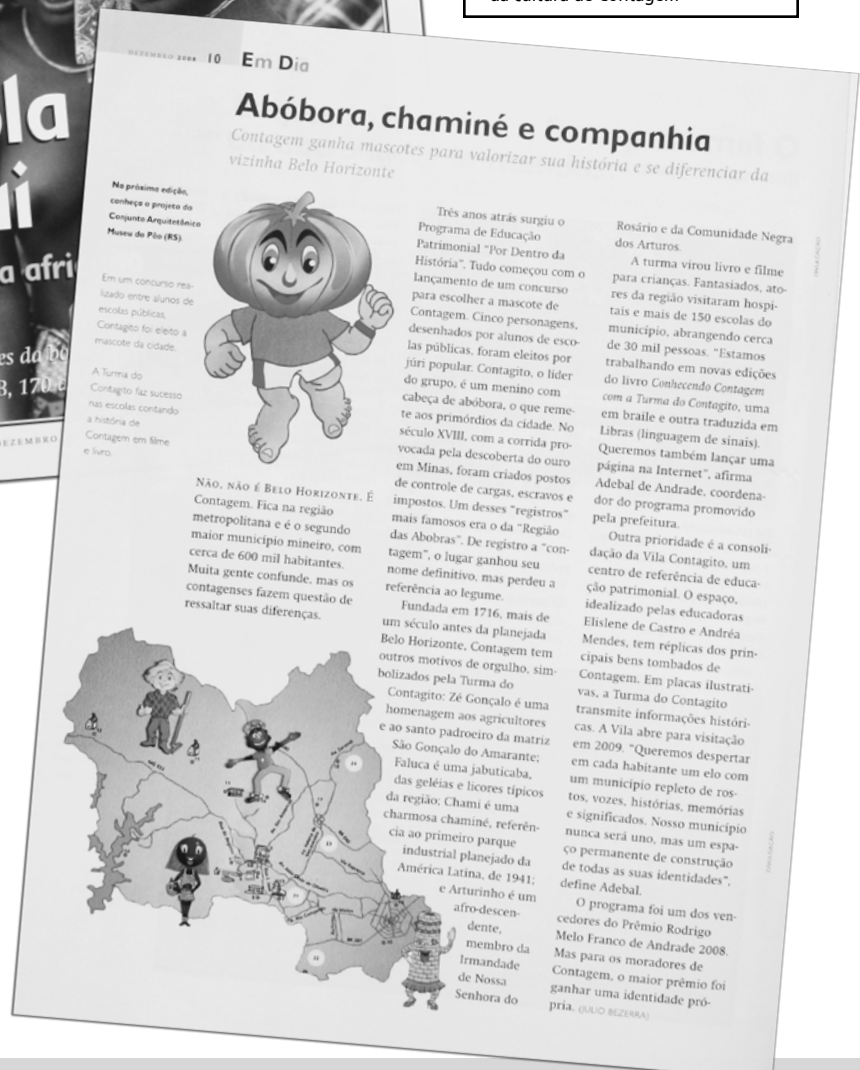 da cultura de Contagem
la
i
a afri
es da bo
3, 170
DEZEMBRO
DEZEMBRO 2008 10 Em Dia
Abóbora, chaminé e companhia
Contagem ganha mascotes para valorizar sua história e se diferenciar da
vizinha Belo Horizonte
Na próxima edição,
conheça o projeto do
Conjunto Arquitetônico
Museu do Pão (RS).
Em um concurso rea-
lizado entre alunos de
escolas públicas,
Contagito foi eleito a
mascote da cidade.
A Turma do
Contagito faz sucesso
nas escolas contando
a história de
Contagem em filme
e livro.
NÃO, NÃO É BELO HORIZONTE. É
Contagem. Fica na região
metropolitana e é o segundo
maior município mineiro, com
cerca de 600 mil habitantes.
Muita gente confunde, mas os
contagenses fazem questão de
ressaltar suas diferenças.
Três anos atrás surgiu o
Programa de Educação
Patrimonial "Por Dentro da
História". Tudo começou com o
lançamento de um concurso
para escolher a mascote de
Contagem. Cinco personagens,
desenhados por alunos de esco-
las públicas, foram eleitos por
júri popular. Contagito, o líder
do grupo, é um menino com
cabeça de abóbora, o que reme-
te aos primórdios da cidade. No
século XVIII, com a corrida pro-
vocada pela descoberta do ouro
em Minas, foram criados postos
de controle de cargas, escravos e
impostos. Um desses "registros"
mais famosos era o da "Região
das Abobras". De registro a "con-
tagem", o lugar ganhou seu
nome definitivo, mas perdeu a
referência ao legume.
Fundada em 1716, mais de
um século antes da planejada
Belo Horizonte, Contagem tem
outros motivos de orgulho, sim-
bolizados pela Turma do
Contagito: Zé Gonçalo é uma
homenagem aos agricultores
e ao santo padroeiro da matriz
São Gonçalo do Amarante;
Faluca é uma jabuticaba,
das geléias e licores típicos
da região; Chami é uma
charmosa chaminé, referên-
cia ao primeiro parque
industrial planejado da
América Latina, de 1941;
e Arturinho é um
afro-descen-
dente,
membro da
Irmandade
de Nossa
Senhora do
Rosário e da Comunidade Negra
dos Arturos.
A turma virou livro e filme
para crianças. Fantasiados, ato-
res da região visitaram hospi-
tais e mais de 150 escolas do
município, abrangendo cerca
de 30 mil pessoas. "Estamos
trabalhando em novas edições
do livro Conhecendo Contagem
com a Turma do Contagito, uma
em braile e outra traduzida em
Libras (linguagem de sinais).
Queremos também lançar uma
página na Internet", afirma
Adebal de Andrade, coordena-
dor do programa promovido
pela prefeitura.
Outra prioridade é a consoli-
dação da Vila Contagito, um
centro de referência de educa-
ção patrimonial. O espaço,
idealizado pelas educadoras
Elislene de Castro e Andréa
Mendes, tem réplicas dos prin-
cipais bens tombados de
Contagem. Em placas ilustrati-
vas, a Turma do Contagito
transmite informações históri-
cas. A Vila abre para visitação
em 2009. "Queremos despertar
em cada habitante um elo com
um município repleto de ros-
tos, vozes, histórias, memórias
e significados. Nosso município
nunca será uno, mas um espa-
ço permanente de construção
de todas as suas identidades",
define Adebal.
O programa foi um dos ven-
cedores do Prêmio Rodrigo
Melo Franco de Andrade 2008.
Mas para os moradores de
Contagem, o maior prêmio foi
ganhar uma identidade pró-
pria. (JULIO BEZERRA)